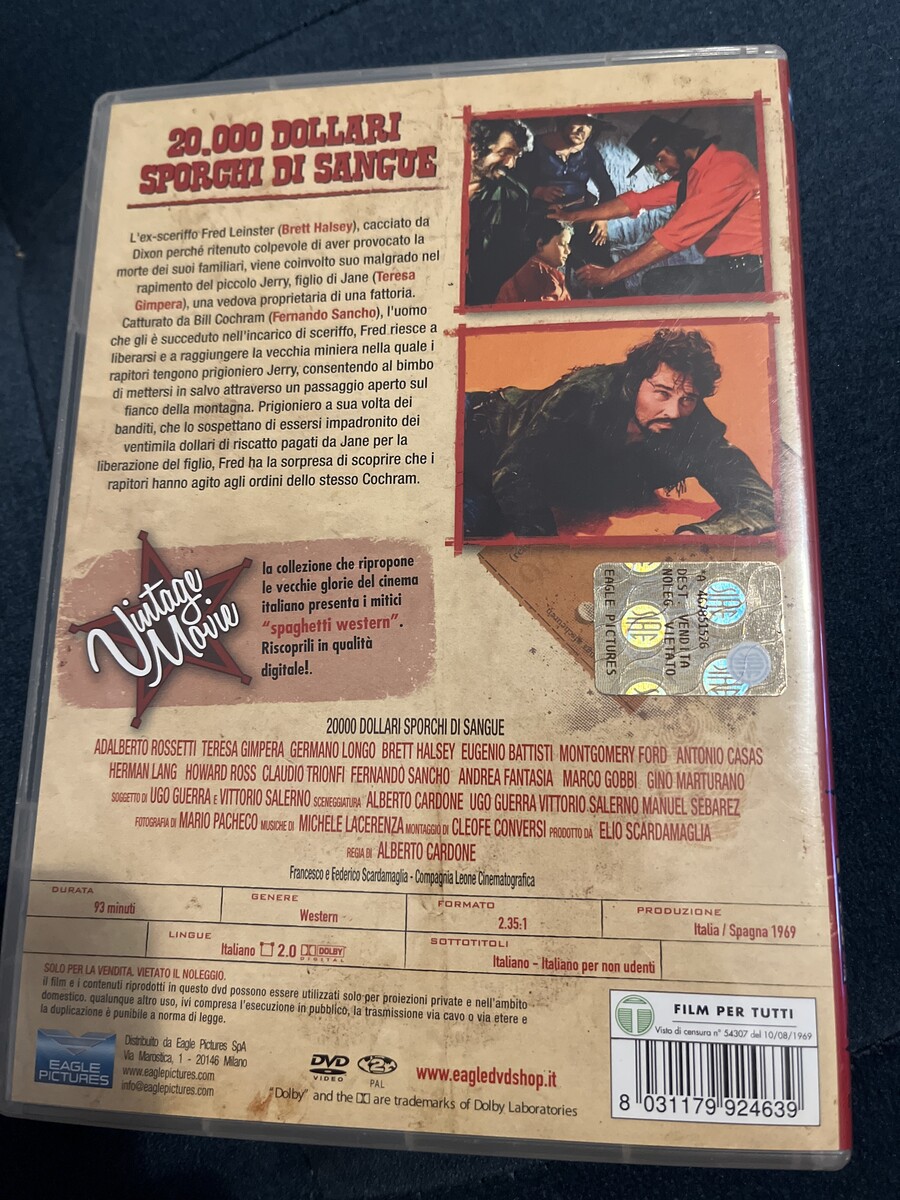 20.000 DOLLARI
SPORCHI DI SANGUE
L'ex-sceriffo Fred Leinster (Brett Halsey), cacciato da
Dixon perché ritenuto colpevole di aver provocato la
morte dei suoi familiari, viene coinvolto suo malgrado nel
rapimento del piccolo Jerry, figlio di Jane (Teresa
Gimpera), una vedova proprietaria di una fattoria.
Catturato da Bill Cochram (Fernando Sancho), l'uomo
che gli è succeduto nell'incarico di sceriffo, Fred riesce a
liberarsi e a raggiungere la vecchia miniera nella quale i
rapitori tengono prigioniero Jerry, consentendo al bimbo
di mettersi in salvo attraverso un passaggio aperto sul
fianco della montagna. Prigioniero a sua volta dei
banditi, che lo sospettano di essersi impadronito dei
ventimila dollari di riscatto pagati da Jane per la
liberazione del figlio, Fred ha la sorpresa di scoprire che i
rapitori hanno agito agli ordini dello stesso Cochram.
Vintage
Movie
la collezione che ripropone
le vecchie glorie del cinema
italiano presenta i mitici
"spaghetti western".
Riscoprili in qualità
digitale!.
*A 467851526
DEST. VENDITA
NOLEG. VIETATO
EAGLE PICTURES
SIAE
20000 DOLLARI SPORCHI DI SANGUE
ADALBERTO ROSSETTI TERESA GIMPERA GERMANO LONGO BRETT HALSEY EUGENIO BATTISTI MONTGOMERY FORD ANTONIO CASAS
HERMAN LANG HOWARD ROSS CLAUDIO TRIONFI FERNANDO SANCHO ANDREA FANTASIA MARCO GOBBI GINO MARTURANO
SOGGETTO DI UGO GUERRA E VITTORIO SALERNO SCENEGGIATURA ALBERTO CARDONE UGO GUERRA VITTORIO SALERNO MANUEL SEBAREZ
FOTOGRAFIA DI MARIO PACHECO MUSICHE DI MICHELE LACERENZA MONTAGGIO DI CLEOFE CONVERSI PRODOTTO DA ELIO SCARDAMAGLIA
REGIA DI ALBERTO CARDONE
Francesco e Federico Scardamaglia - Compagnia Leone Cinematografica
DURATA
93 minuti
GENERE
Western
FORMATO
2.35:1
PRODUZIONE
Italia / Spagna 1969
LINGUE
Italiano 2.0 DOLBY DIGITAL
SOTTOTITOLI
Italiano - Italiano per non udenti
SOLO PER LA VENDITA. VIETATO IL NOLEGGIO.
il film e i contenuti riprodotti in questo dvd possono essere utilizzati solo per proiezioni private e nell'ambito
domestico. qualunque altro uso, ivi compresa l'esecuzione in pubblico, la trasmissione via cavo o via etere e
la duplicazione è punibile a norma di legge.
EAGLE
PICTURES
Distribuito da Eagle Pictures SpA
Via Marostica, 1 - 20146 Milano
www.eaglepictures.com
info@eaglepictures.com
DVD
VIDEO
2
PAL
www.eagledvdshop.it
"Dolby" and the DD are trademarks of Dolby Laboratories
T
FILM PER TUTTI
Visto di censura n° 54307 del 10/08/1969
8 031179 924639